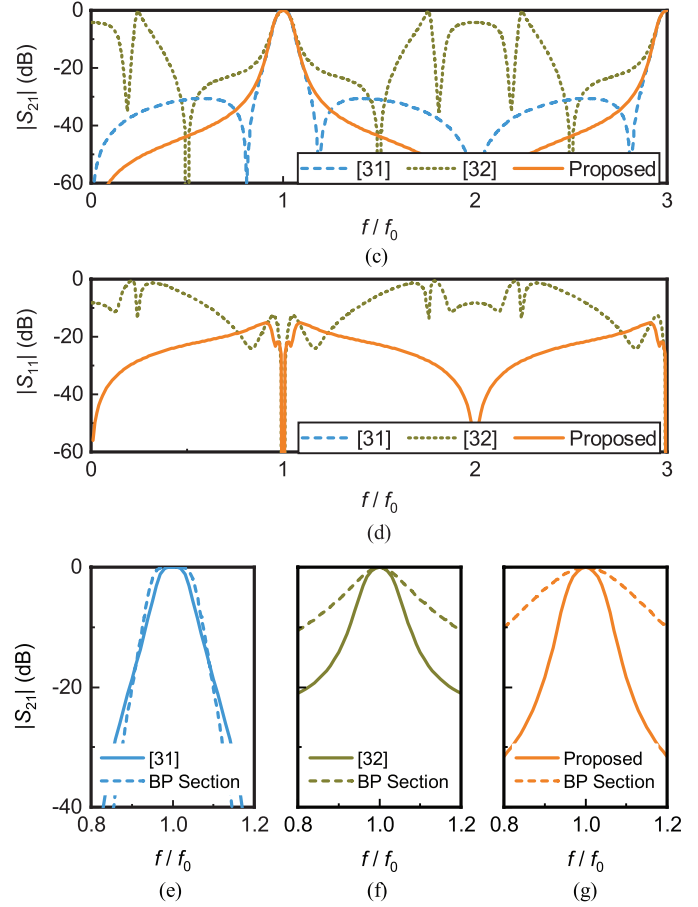 0
-20
-40
-60
|S21| (dB)
[31] [32] Proposed
0 1 2 3
f / f0
(c)
0
-20
-40
-60
|S11| (dB)
[31] [32] Proposed
0 1 2 3
f / f0
(d)
0
-20
-40
|S21| (dB)
[31]
BP Section
0.8 1.0 1.2
f / f0
(e)
[32]
BP Section
0.8 1.0 1.2
f / f0
(f)
Proposed
BP Section
0.8 1.0 1.2
f / f0
(g)